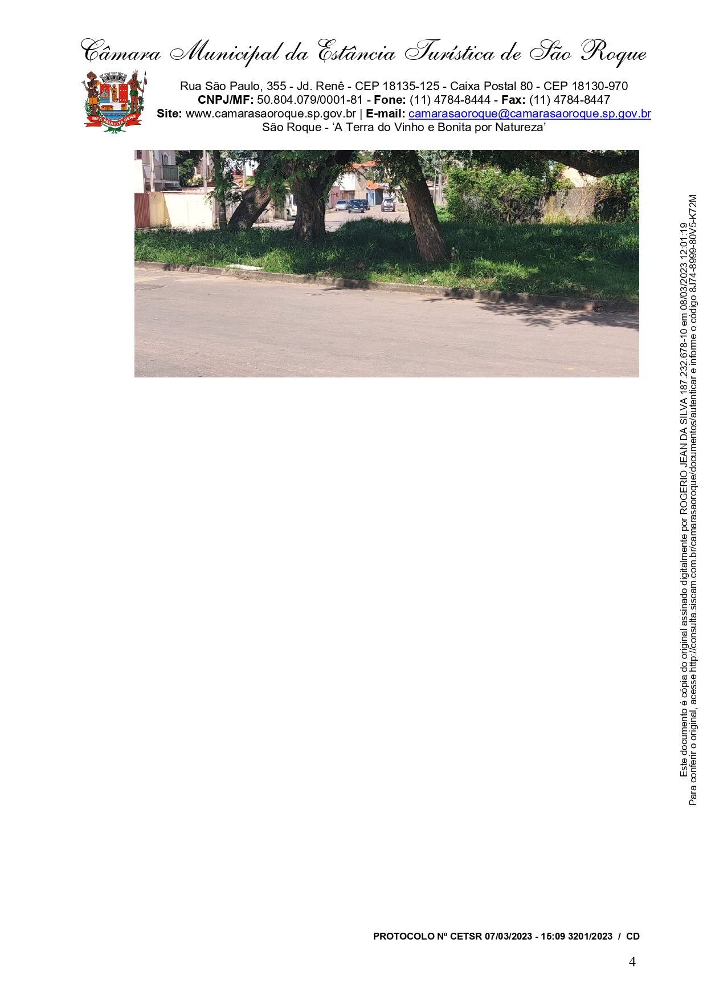 Câmara Municipal da Estância Turística de São Roque
MEA PAULISTA GENS
Rua São Paulo, 355 - Jd. Renê - CEP 18135-125 - Caixa Postal 80 - CEP 18130-970
CNPJ/MF: 50.804.079/0001-81 - Fone: (11) 4784-8444 - Fax: (11) 4784-8447
Site: www.camarasaoroque.sp.gov.br | E-mail: camarasaoroque@camarasaoroque.sp.gov.br
São Roque - ‘A Terra do Vinho e Bonita por Natureza’
Este documento é cópia do original assinado digitalmente por ROGERIO JEAN DA SILVA 187.232.678-10 em 08/03/2023 12:01:19
Para conferir o original, acesse http://consulta.siscam.com.br/camarasaoroque/documentos/autenticar e informe o código 8J74-8999-80V5-K72M
PROTOCOLO Nº CETSR 07/03/2023 - 15:09 3201/2023 / CD
4